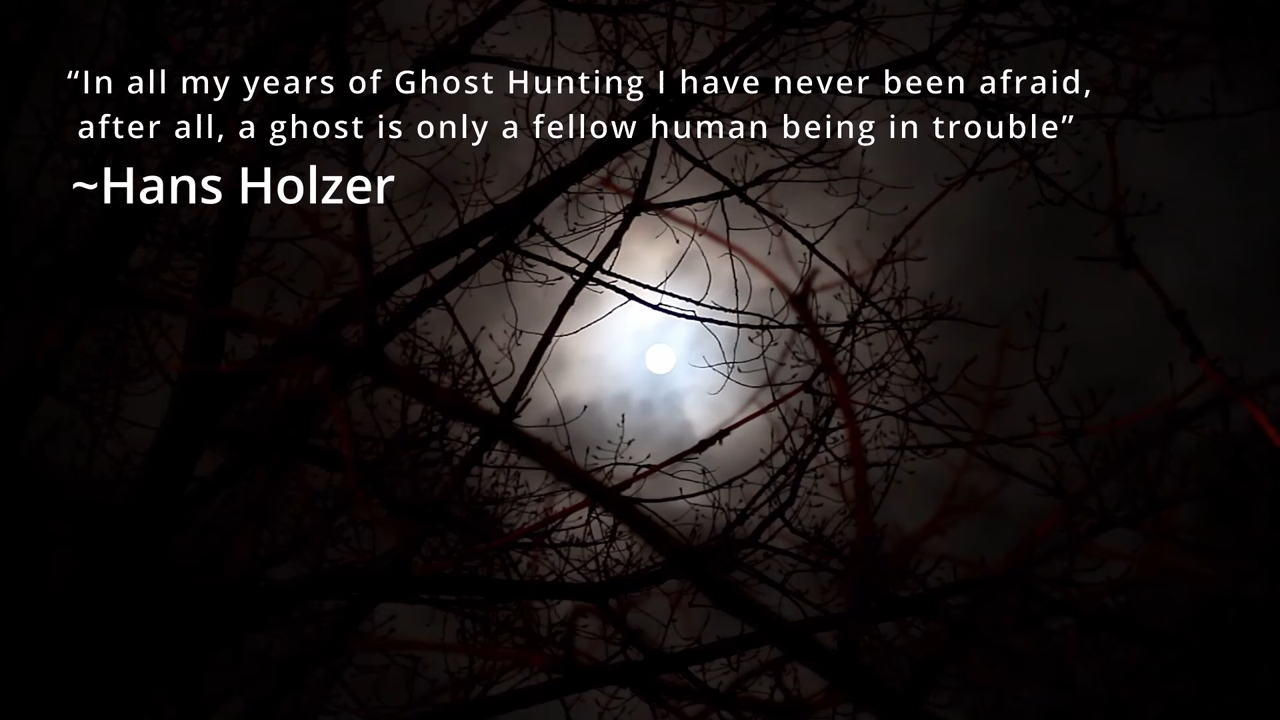 “In all my years of Ghost Hunting I have never been afraid,
after all, a ghost is only a fellow human being in trouble”
~Hans Holzer